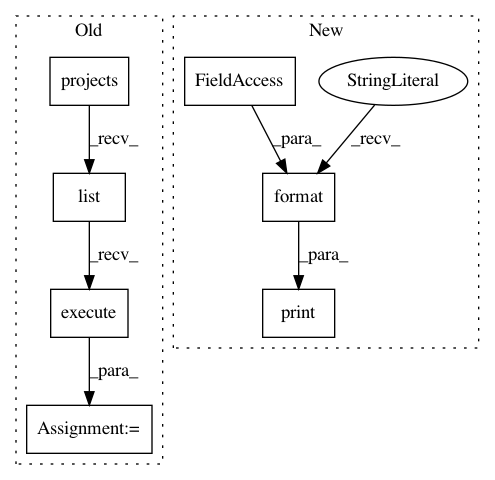 Old
New
projects
FieldAccess
StringLiteral
_recv_
_para_
_recv_
list
format
_recv_
_para_
execute
print
_para_
Assignment:=